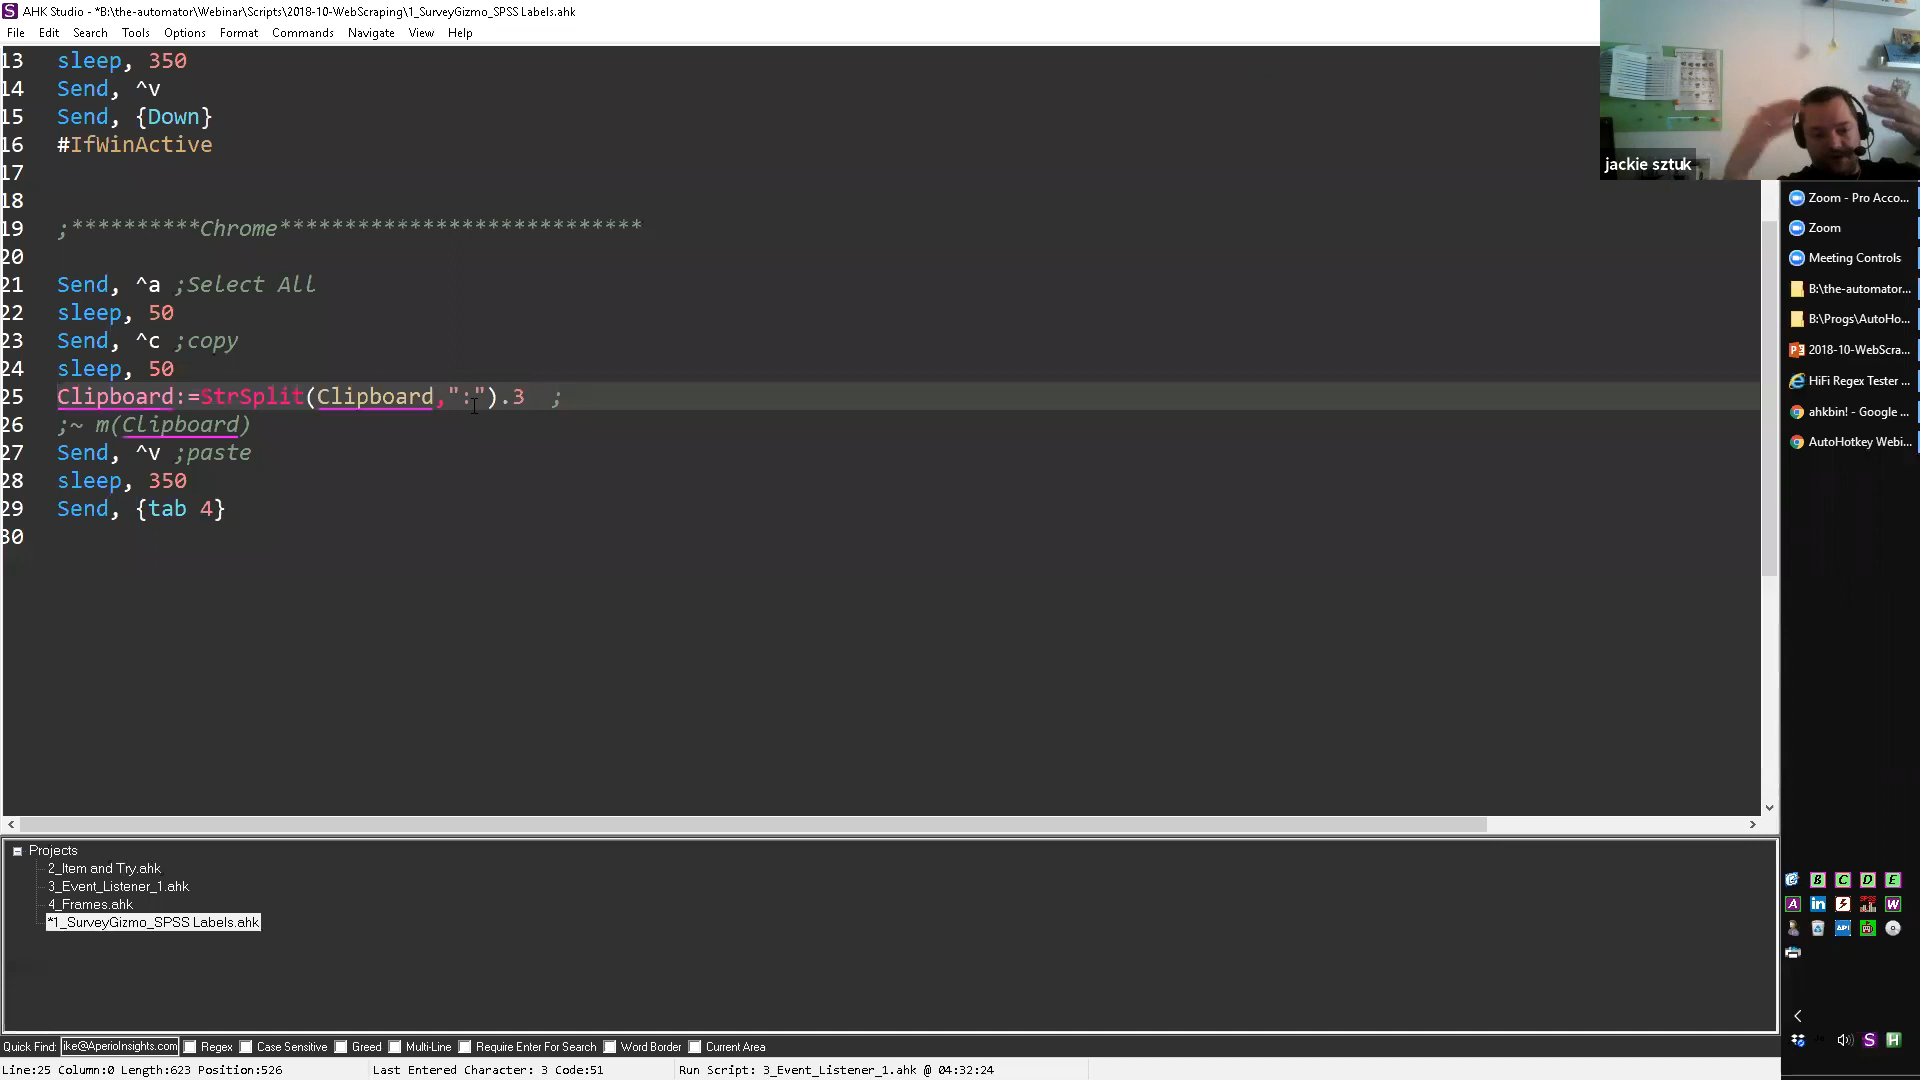 AHK Studio - *B:\the-automator\Webinar\Scripts\2018-10-WebScraping\1_SurveyGizmo_SPSS Labels.ahk
File Edit Search Tools Options Format Commands Navigate View Help
13 sleep, 350
14 Send, ^v
15 Send, {Down}
16 #IfWinActive
17
18
19 ;**********Chrome****************************
20
21 Send, ^a ;Select All
22 sleep, 50
23 Send, ^c ;copy
24 sleep, 50
25 Clipboard:=StrSplit(Clipboard,":").3 ;
26 ;~ m(Clipboard)
27 Send, ^v ;paste
28 sleep, 350
29 Send, {tab 4}
30
jackie sztuk
Zoom - Pro Acco...
Zoom
Meeting Controls
B:\the-automator...
B:\Progs\AutoHo...
2018-10-WebScra...
HiFi Regex Tester ...
ahkbin! - Google ...
AutoHotkey Webi...
Projects
2_Item and Try.ahk
3_Event_Listener_1.ahk
4_Frames.ahk
*1_SurveyGizmo_SPSS Labels.ahk
B C D E
A in SPSS W
API
S H
Quick Find: ike@AperioInsights.com Regex Case Sensitive Greed Multi-Line Require Enter For Search Word Border Current Area
Line:25 Column:0 Length:623 Position:526 Last Entered Character: 3 Code:51 Run Script: 3_Event_Listener_1.ahk @ 04:32:24